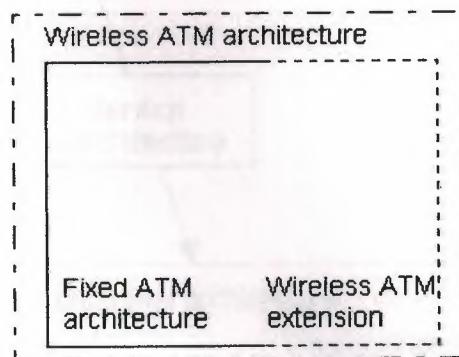 Wireless ATM architecture
Fixed ATM
architecture
Wireless ATM
extension